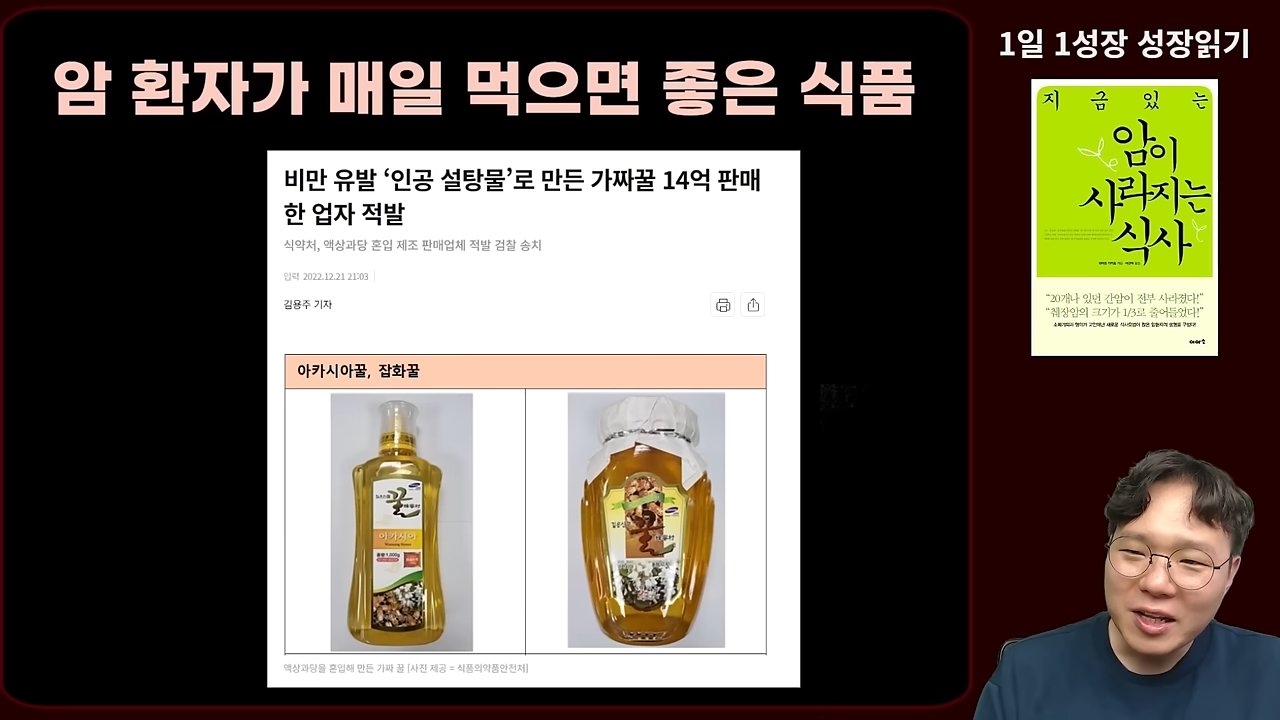 암 환자가 매일 먹으면 좋은 식품
비만 유발 ‘인공 설탕물’로 만든 가짜꿀 14억 판매
한 업자 적발
식약처, 액상과당 혼입 제조 판매업체 적발 검찰 송치
입력 2022.12.21 21:03
김용주 기자
아카시아꿀, 잡화꿀
꿀
아카시아
꿀
액상과당을 혼입해 만든 가짜 꿀 [사진 제공 = 식품의약품안전처]
1일 1성장 성장읽기
지금 있는
암이
사라지는
식사
“20개나 있던 간암이 전부 사라졌다!”
“췌장암의 크기가 1/3로 줄어들었다!”